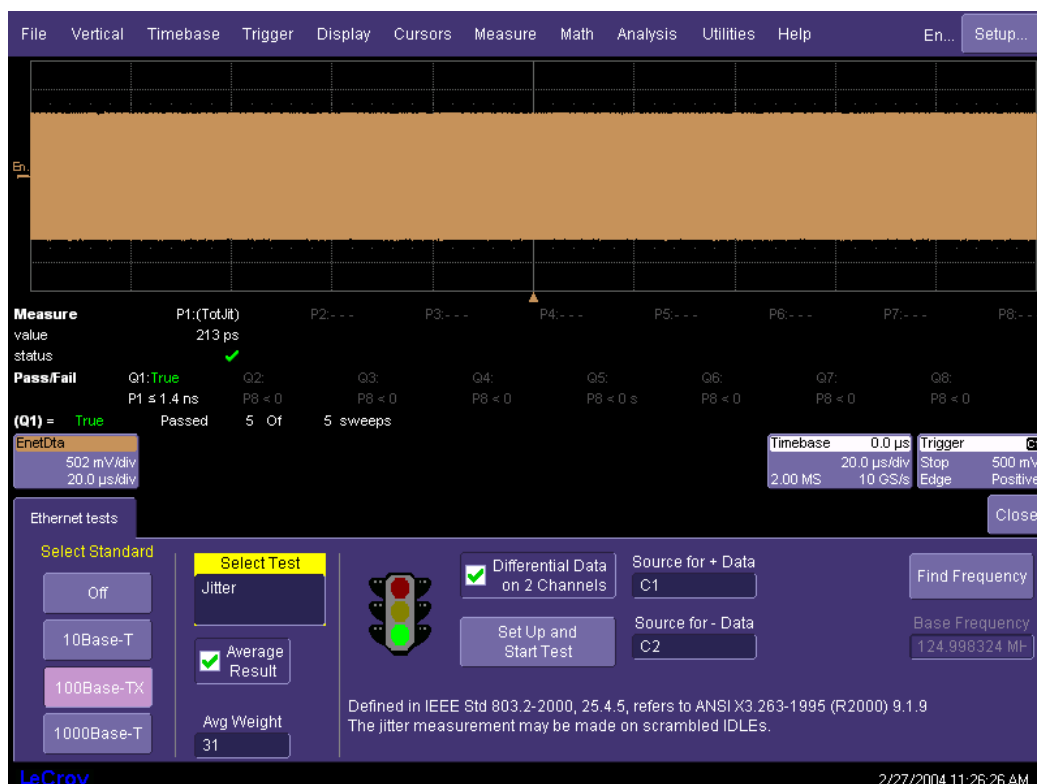 File Vertical Timebase Trigger Display Cursors Measure Math Analysis Utilities Help En... Setup...
En.
Measure P1:(TotJit) P2:- - - P3:- - - P4:- - - P5:- - - P6:- - - P7:- - - P8:- -
value 213 ps
status
Pass/Fail Q1:True Q2: Q3: Q4: Q5: Q6: Q7: Q8:
P1 ≤ 1.4 ns P8 < 0 P8 < 0 P8 < 0 P8 < 0 s P8 < 0 P8 < 0 P8 < 0
(Q1) = True Passed 5 Of 5 sweeps
EnetDta
502 mV/div
20.0 µs/div
Timebase 0.0 µs
20.0 µs/div
2.00 MS 10 GS/s
Trigger
Stop 500 mV
Edge Positive
Ethernet tests
Close
Select Standard
Off
10Base-T
100Base-TX
1000Base-T
Select Test
Jitter
Average
Result
Avg Weight
31
Differential Data
on 2 Channels
Set Up and
Start Test
Source for + Data
C1
Source for - Data
C2
Find Frequency
Base Frequency
124.998324 MH
Defined in IEEE Std 803.2-2000, 25.4.5, refers to ANSI X3.263-1995 (R2000) 9.1.9
The jitter measurement may be made on scrambled IDLEs.
LeCroy
2/27/2004 11:26:26 AM